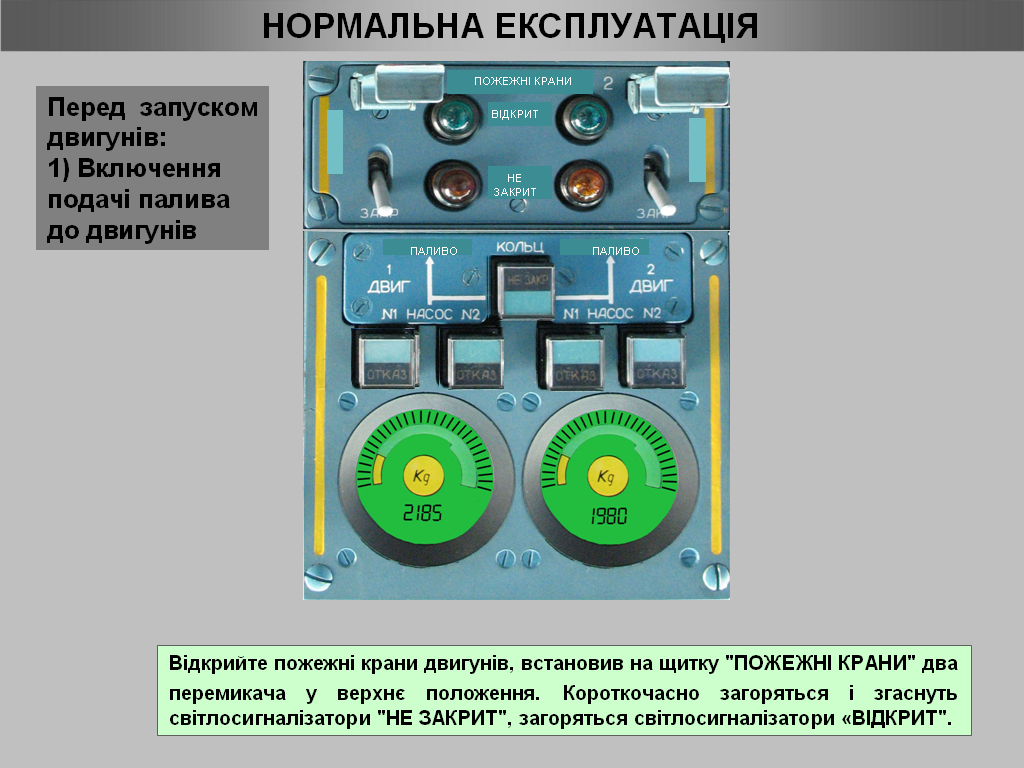 НОРМАЛЬНА ЕКСПЛУАТАЦІЯ
Перед запуском
двигунів:
1) Включення
подачі палива
до двигунів
ПОЖЕЖНІ КРАНИ
2
ВІДКРИТ
НЕ
ЗАКРИТ
ПАЛИВО
КОЛЬЦ
ПАЛИВО
1
ДВИГ
НЕ ЗАКР
2
ДВИГ
N1 НАСОС N2
N1 НАСОС N2
ОТКАЗ
ОТКАЗ
ОТКАЗ
ОТКАЗ
Kg
2185
Kg
1980
Відкрийте пожежні крани двигунів, встановив на щитку "ПОЖЕЖНІ КРАНИ" два
перемикача у верхнє положення. Короткочасно загоряться і згаснуть
світлосигналізатори "НЕ ЗАКРИТ", загоряться світлосигналізатори «ВІДКРИТ".